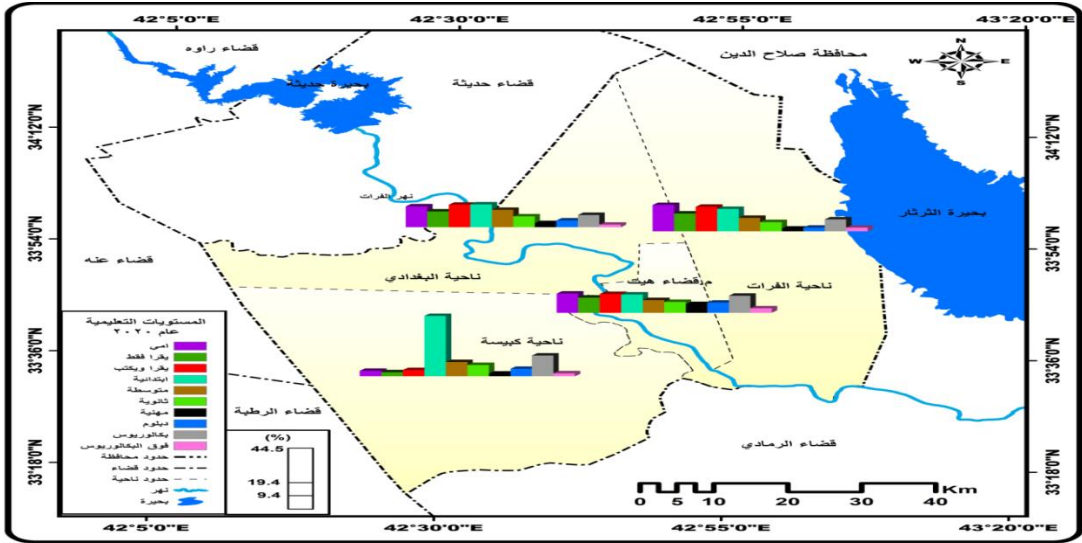 42°5'0"E 42°30'0"E 42°55'0"E 43°20'0"E
قضاء راوه
محافظة صلاح الدين
N
W E
S
بحيرة حديثة
قضاء حديثة
34°12'0"N 34°12'0"N
نهر الفرات
بحيرة الثرثار
33°54'0"N 33°54'0"N
قضاء عنه
ناحية البغدادي
م.قضاء هيت
ناحية الفرات
ناحية كبيسة
33°36'0"N 33°36'0"N
المستويات التعليمية
عام ٢٠٢٠
امي
يقرا فقط
يقرا ويكتب
ابتدائية
متوسطة
ثانوية
مهنية
دبلوم
بكالوريوس
فوق البكالوريوس
حدود محافظة
حدود قضاء
حدود ناحية
نهر
بحيرة
قضاء الرطبة
(%)
44.5
19.4
9.4
قضاء الرمادي
33°18'0"N 33°18'0"N
Km
0 5 10 20 30 40
42°5'0"E 42°30'0"E 42°55'0"E 43°20'0"E